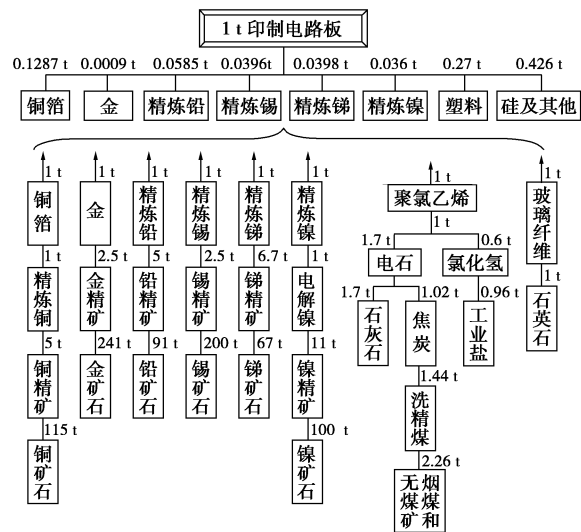 1 t 印制电路板
0.1287 t 0.0009 t 0.0585 t 0.0396t 0.0398 t 0.036 t 0.27 t 0.426 t
铜箔 金 精炼铅 精炼锡 精炼锑 精炼镍 塑料 硅及其他
1 t 1 t 1 t 1 t 1 t 1 t 1 t 1 t
铜箔 金 精炼铅 精炼锡 精炼锑 精炼镍 聚氯乙烯 玻璃纤维
1 t
1.7 t 0.6 t
1 t 2.5 t 5 t 2.5 t 6.7 t 1 t 电石 氯化氢 1 t
精炼铜 金精矿 铅精矿 锡精矿 锑精矿 电解镍 石英石
1.7 t 1.02 t 0.96 t
石灰石 焦炭 工业盐
5 t 241 t 91 t 200 t 67 t 11 t
铜精矿 金矿石 铅矿石 锡矿石 锑矿石 镍精矿
1.44 t
洗精煤
115 t 100 t
铜矿石 镍矿石
2.26 t
无烟煤和煤矿